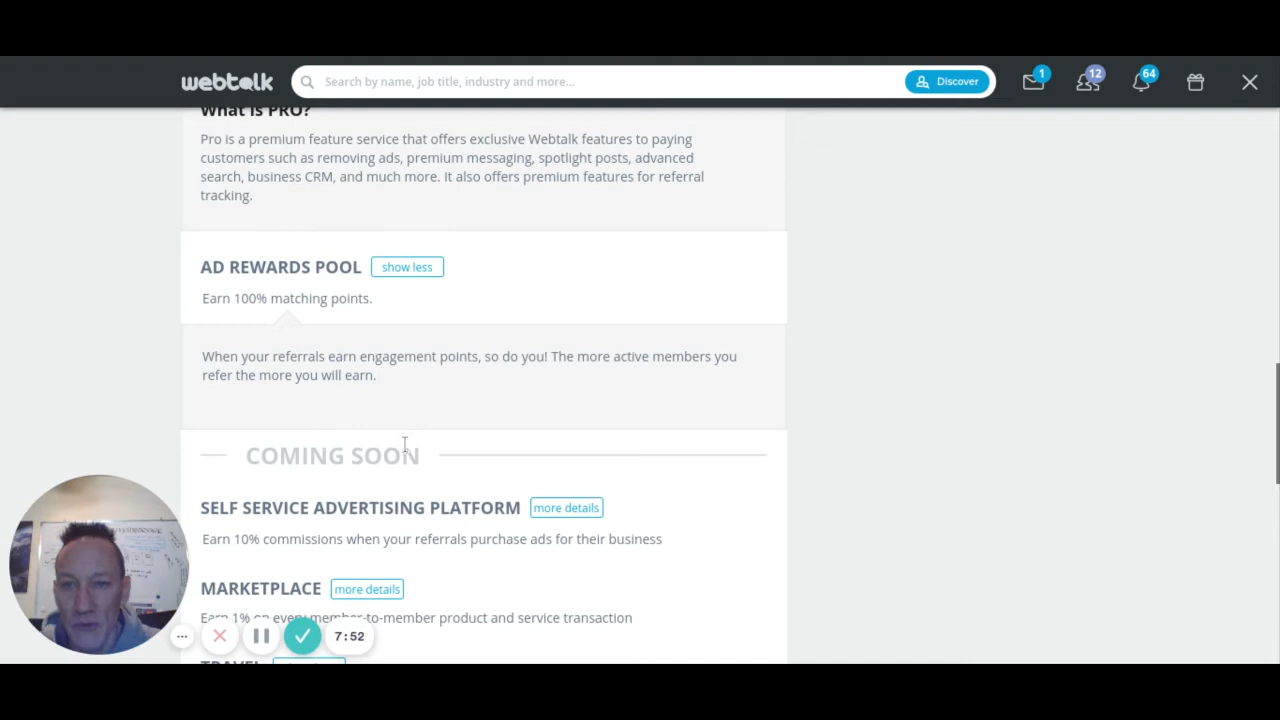 webtalk
Search by name, job title, industry and more...
Discover
1
12
64
What is PRO?
Pro is a premium feature service that offers exclusive Webtalk features to paying
customers such as removing ads, premium messaging, spotlight posts, advanced
search, business CRM, and much more. It also offers premium features for referral
tracking.
AD REWARDS POOL show less
Earn 100% matching points.
When your referrals earn engagement points, so do you! The more active members you
refer the more you will earn.
COMING SOON
SELF SERVICE ADVERTISING PLATFORM more details
Earn 10% commissions when your referrals purchase ads for their business
MARKETPLACE more details
Earn 1% on every member-to-member product and service transaction
7:52
TRAVEL